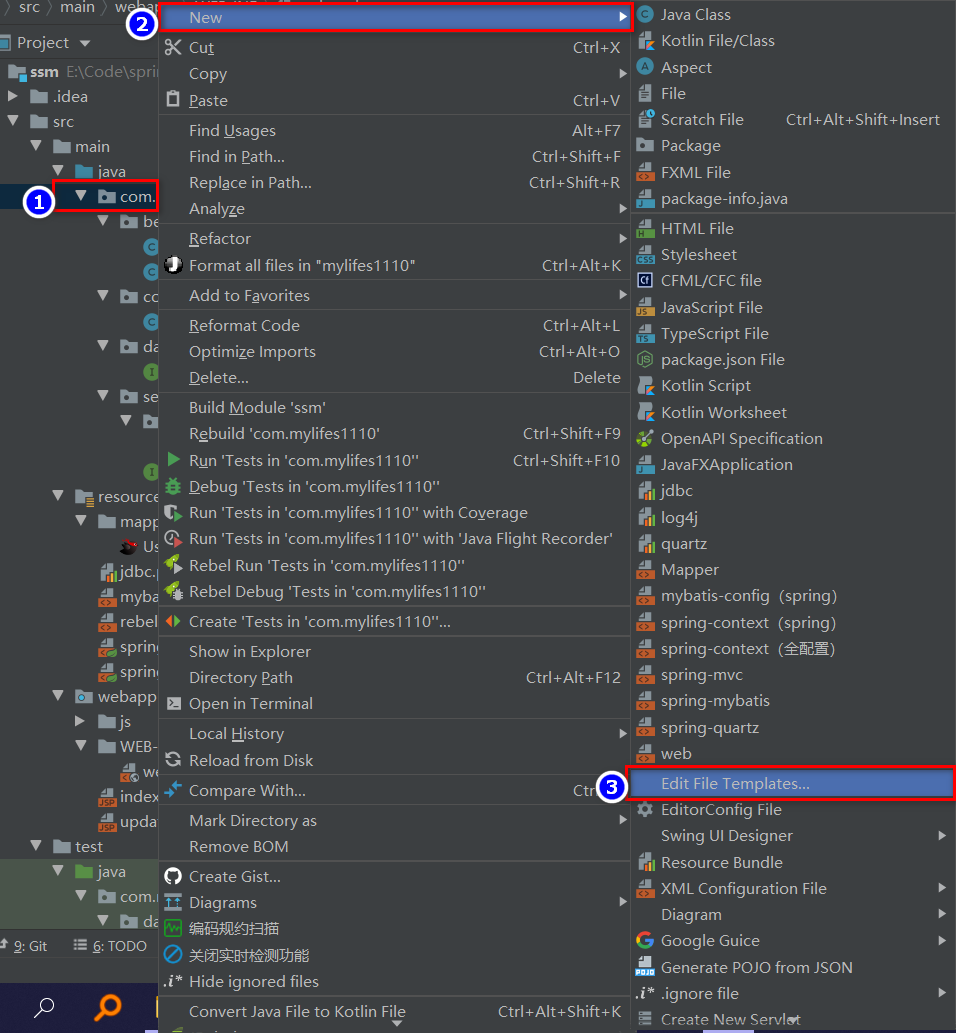 src
main
Project
ssm E:\Code\spri
.idea
src
main
java
com.
be
co
da
se
resource
mapp
Us
jdbc.p
myba
rebel
spring
spring
webapp
js
WEB-
we
index
upda
test
java
com.
da
9: Git
6: TODO
1
2
New
Cut Ctrl+X
Copy
Paste Ctrl+V
Find Usages Alt+F7
Find in Path... Ctrl+Shift+F
Replace in Path... Ctrl+Shift+R
Analyze
Refactor
Format all files in "mylifes1110" Ctrl+Alt+K
Add to Favorites
Reformat Code Ctrl+Alt+L
Optimize Imports Ctrl+Alt+O
Delete... Delete
Build Module 'ssm'
Rebuild 'com.mylifes1110' Ctrl+Shift+F9
Run 'Tests in 'com.mylifes1110'' Ctrl+Shift+F10
Debug 'Tests in 'com.mylifes1110''
Run 'Tests in 'com.mylifes1110'' with Coverage
Run 'Tests in 'com.mylifes1110'' with 'Java Flight Recorder'
Rebel Run 'Tests in 'com.mylifes1110''
Rebel Debug 'Tests in 'com.mylifes1110''
Create 'Tests in 'com.mylifes1110''...
Show in Explorer
Directory Path Ctrl+Alt+F12
Open in Terminal
Local History
Reload from Disk
Compare With... Ctr
Mark Directory as
Remove BOM
Create Gist...
Diagrams
编码规约扫描
关闭实时检测功能
.i* Hide ignored files
Convert Java File to Kotlin File Ctrl+Alt+Shift+K
Java Class
Kotlin File/Class
Aspect
File
Scratch File Ctrl+Alt+Shift+Insert
Package
FXML File
package-info.java
HTML File
Stylesheet
CFML/CFC file
JavaScript File
TypeScript File
package.json File
Kotlin Script
Kotlin Worksheet
OpenAPI Specification
JavaFXApplication
jdbc
log4j
quartz
Mapper
mybatis-config（spring）
spring-context（spring）
spring-context（全配置）
spring-mvc
spring-mybatis
spring-quartz
web
3
Edit File Templates...
EditorConfig File
Swing UI Designer
Resource Bundle
XML Configuration File
Diagram
Google Guice
Generate POJO from JSON
.i* .ignore file
Create New Servlet